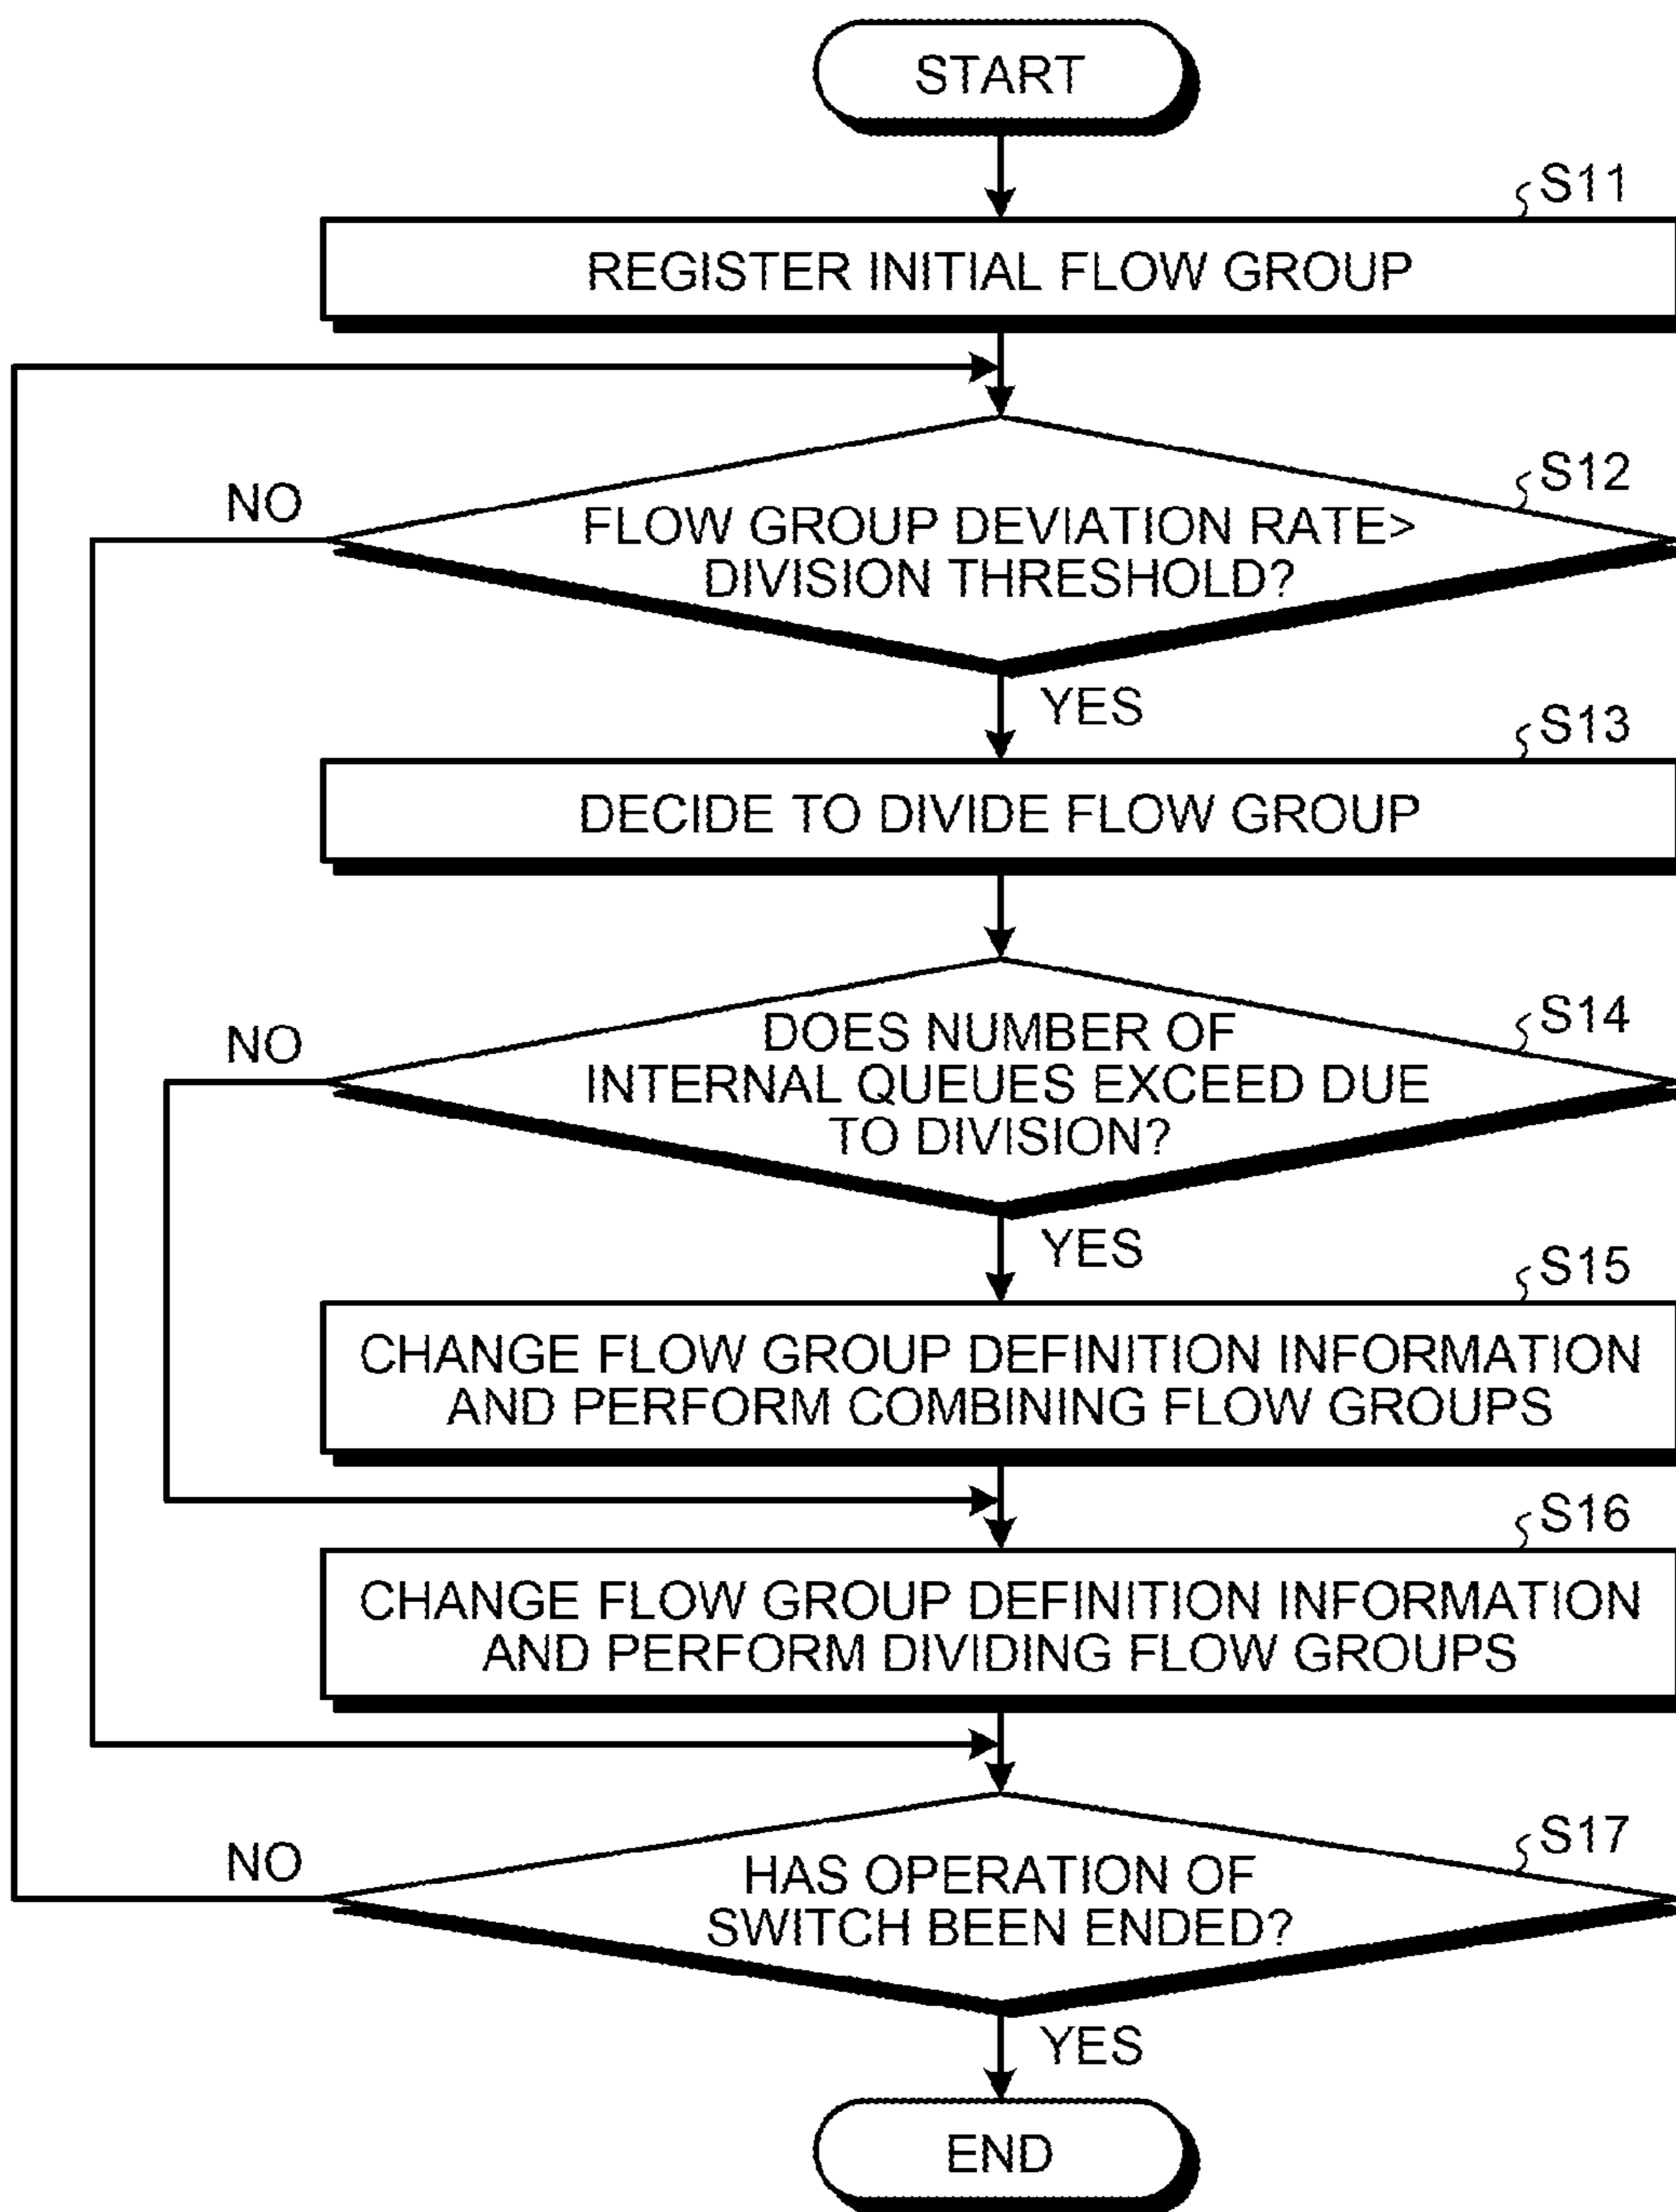 START
S11
REGISTER INITIAL FLOW GROUP
S12
NO
FLOW GROUP DEVIATION RATE>
DIVISION THRESHOLD?
YES
S13
DECIDE TO DIVIDE FLOW GROUP
S14
NO
DOES NUMBER OF
INTERNAL QUEUES EXCEED DUE
TO DIVISION?
YES
S15
CHANGE FLOW GROUP DEFINITION INFORMATION
AND PERFORM COMBINING FLOW GROUPS
S16
CHANGE FLOW GROUP DEFINITION INFORMATION
AND PERFORM DIVIDING FLOW GROUPS
S17
NO
HAS OPERATION OF
SWITCH BEEN ENDED?
YES
END